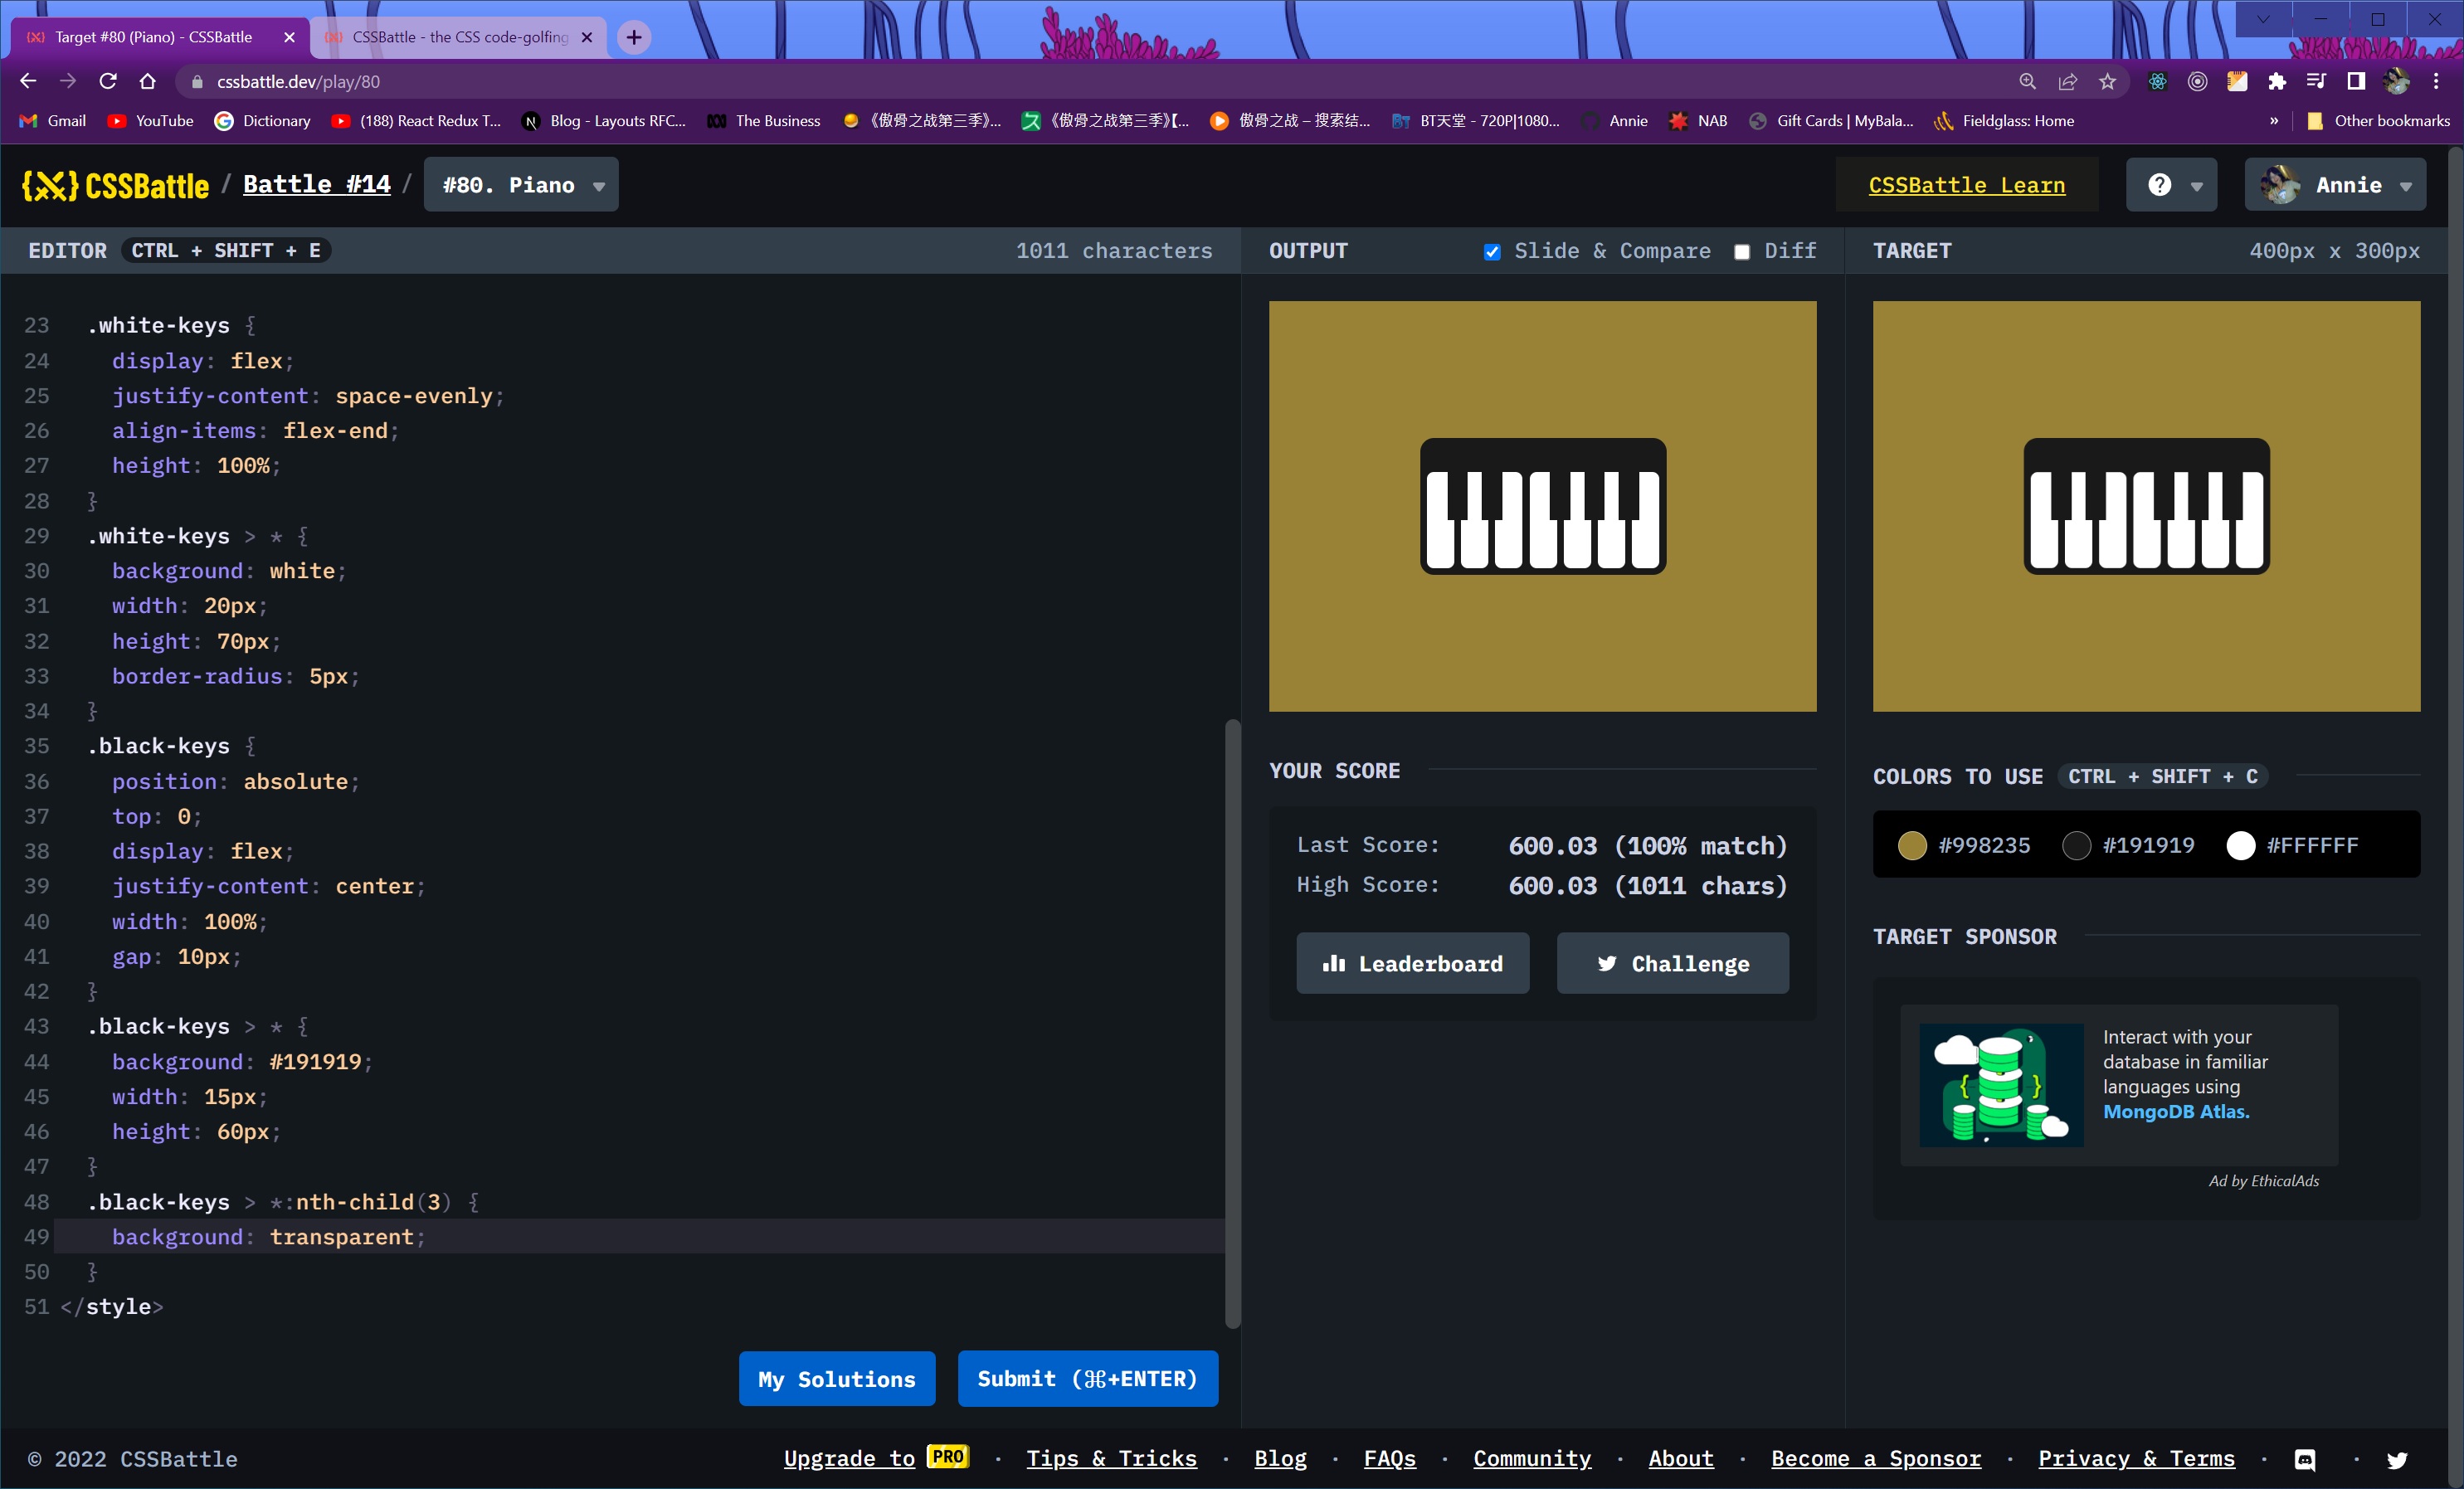 Target #80 (Piano) - CSSBattle
CSSBattle - the CSS code-golfing
cssbattle.dev/play/80
Gmail
YouTube
Dictionary
(188) React Redux T...
Blog - Layouts RFC...
The Business
《傲骨之战第三季》...
《傲骨之战第三季》【...
傲骨之战 – 搜索结...
BT天堂 - 720P|1080...
Annie
NAB
Gift Cards | MyBala...
Fieldglass: Home
»
Other bookmarks
CSSBattle / Battle #14 / #80. Piano
CSSBattle Learn
Annie
EDITOR CTRL + SHIFT + E 1011 characters
23 .white-keys {
24 display: flex;
25 justify-content: space-evenly;
26 align-items: flex-end;
27 height: 100%;
28 }
29 .white-keys > * {
30 background: white;
31 width: 20px;
32 height: 70px;
33 border-radius: 5px;
34 }
35 .black-keys {
36 position: absolute;
37 top: 0;
38 display: flex;
39 justify-content: center;
40 width: 100%;
41 gap: 10px;
42 }
43 .black-keys > * {
44 background: #191919;
45 width: 15px;
46 height: 60px;
47 }
48 .black-keys > *:nth-child(3) {
49 background: transparent;
50 }
51 </style>
My Solutions
Submit (⌘+ENTER)
OUTPUT
Slide & Compare
Diff
YOUR SCORE
Last Score: 600.03 (100% match)
High Score: 600.03 (1011 chars)
Leaderboard
Challenge
TARGET 400px x 300px
COLORS TO USE CTRL + SHIFT + C
#998235 #191919 #FFFFFF
TARGET SPONSOR
Interact with your
database in familiar
languages using
MongoDB Atlas.
Ad by EthicalAds
© 2022 CSSBattle
Upgrade to PRO · Tips & Tricks · Blog · FAQs · Community · About · Become a Sponsor · Privacy & Terms · ·